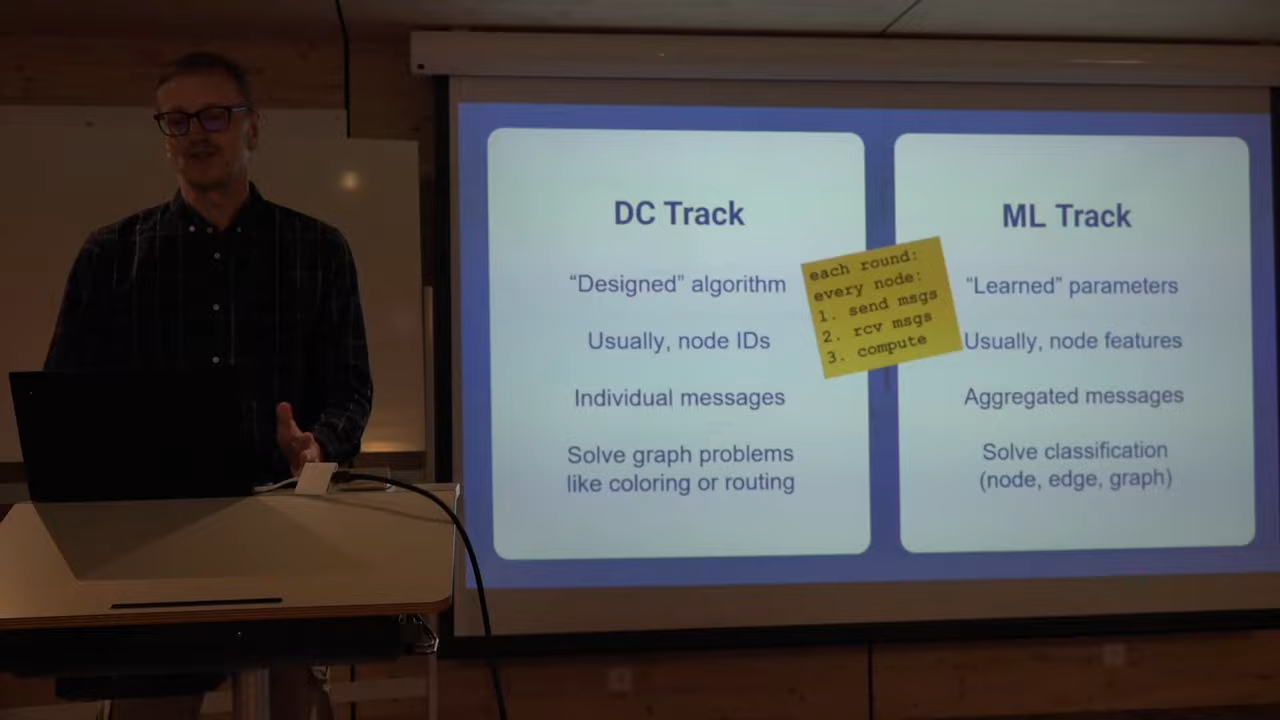 DC Track
“Designed” algorithm
Usually, node IDs
Individual messages
Solve graph problems
like coloring or routing
each round:
every node:
1. send msgs
2. rcv msgs
3. compute
ML Track
“Learned” parameters
Usually, node features
Aggregated messages
Solve classification
(node, edge, graph)